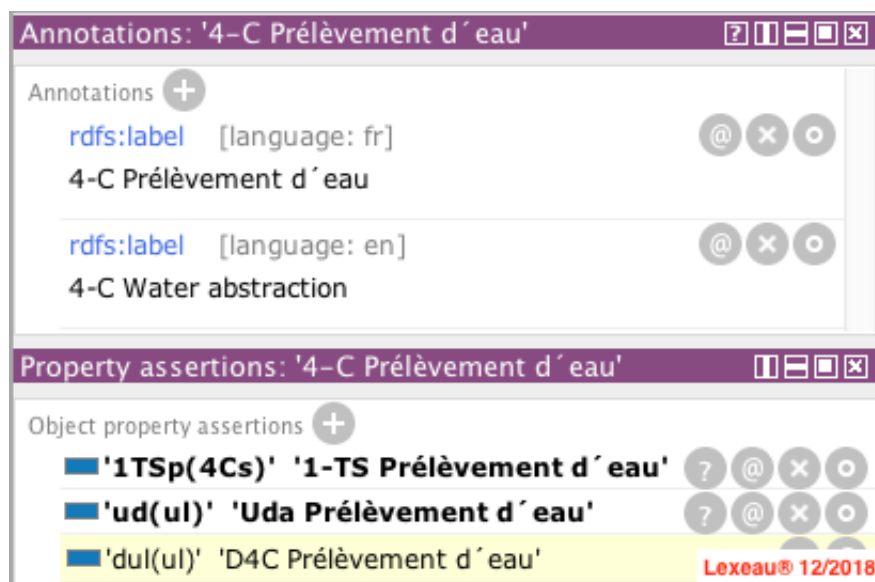 Annotations: '4-C Prélèvement d´eau'
Annotations
rdfs:label [language: fr]
4-C Prélèvement d´eau
rdfs:label [language: en]
4-C Water abstraction
Property assertions: '4-C Prélèvement d´eau'
Object property assertions
'1TSp(4Cs)' '1-TS Prélèvement d´eau'
'ud(ul)' 'Uda Prélèvement d´eau'
'dul(ul)' 'D4C Prélèvement d´eau'
Lexeau® 12/2018